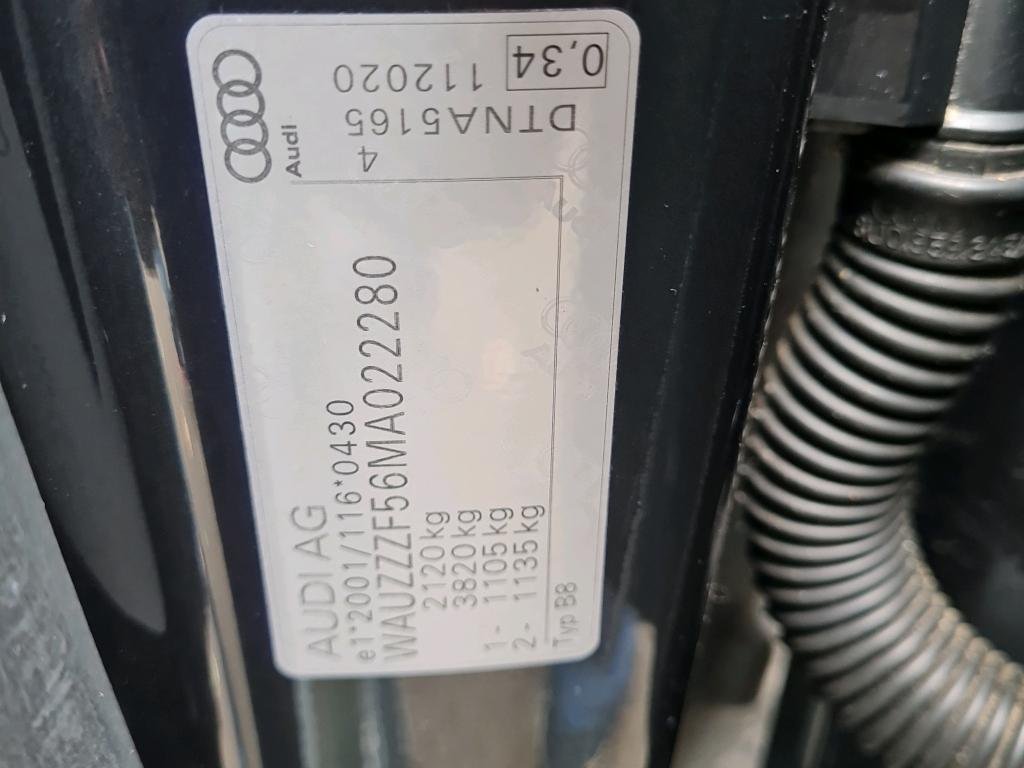 AUDI AG
e1*2001/116*0430
WAUZZZF56MA022280
2120kg
3820kg
1 - 1105kg
2 - 1135kg
Typ B8
Audi
112020
0,34
DTNA5165
4